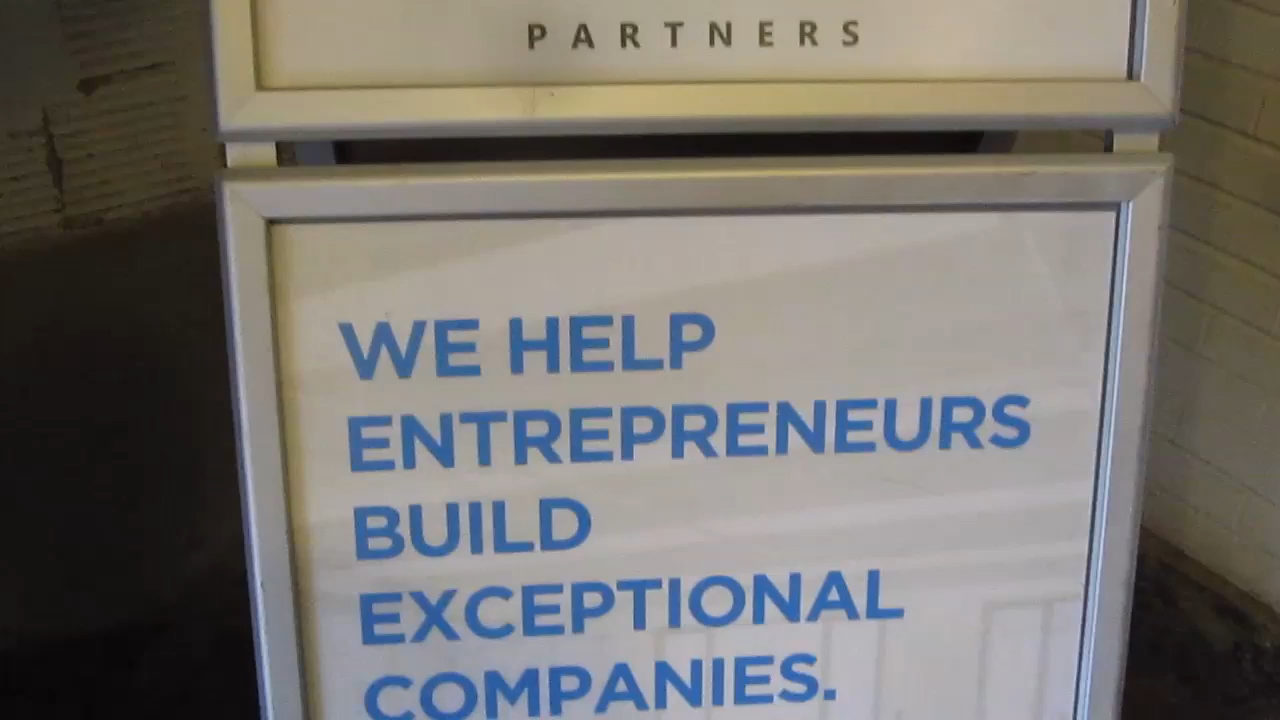 PARTNERS
WE HELP
ENTREPRENEURS
BUILD
EXCEPTIONAL
COMPANIES.